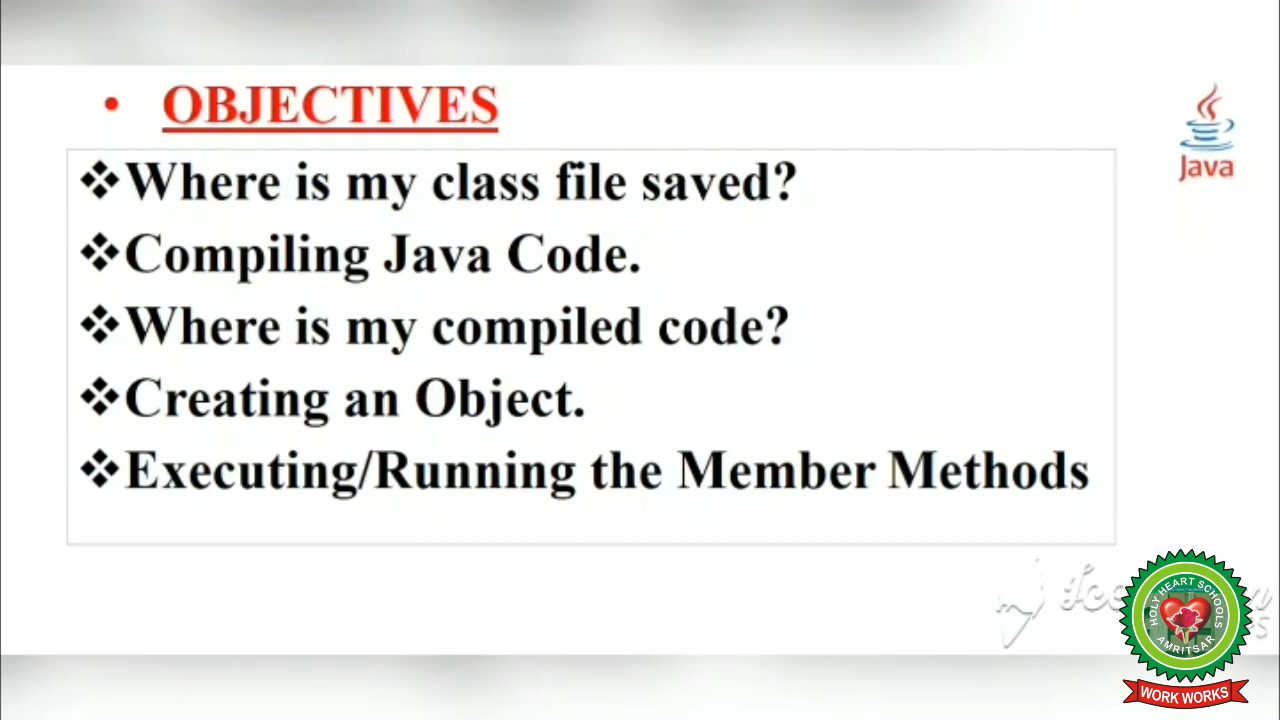 • OBJECTIVES
Java
❖Where is my class file saved?
❖Compiling Java Code.
❖Where is my compiled code?
❖Creating an Object.
❖Executing/Running the Member Methods
HOLY HEART SCHOOLS
AMRITSAR
WORK WORKS